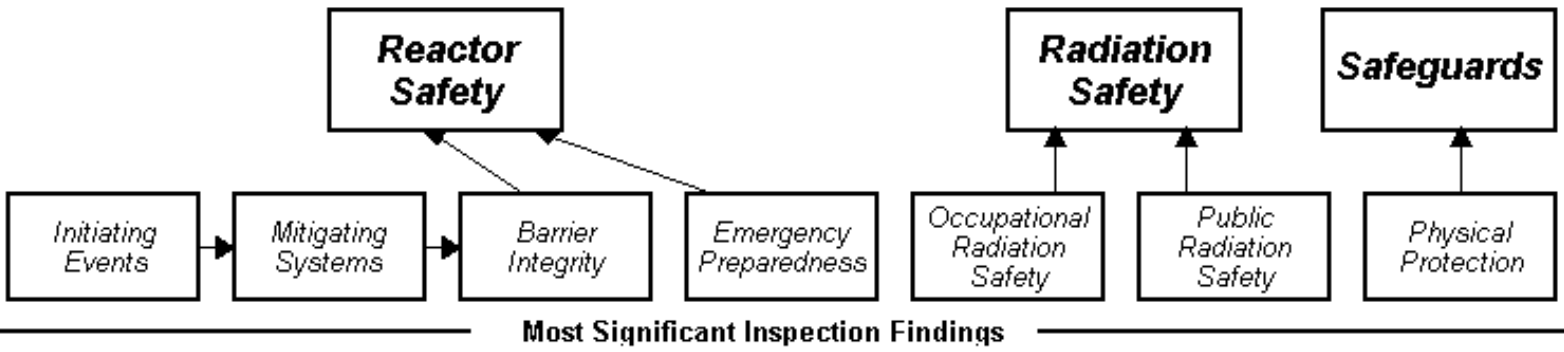 Reactor
Safety
Radiation
Safety
Safeguards
Initiating
Events
Mitigating
Systems
Barrier
Integrity
Emergency
Preparedness
Occupational
Radiation
Safety
Public
Radiation
Safety
Physical
Protection
Most Significant Inspection Findings